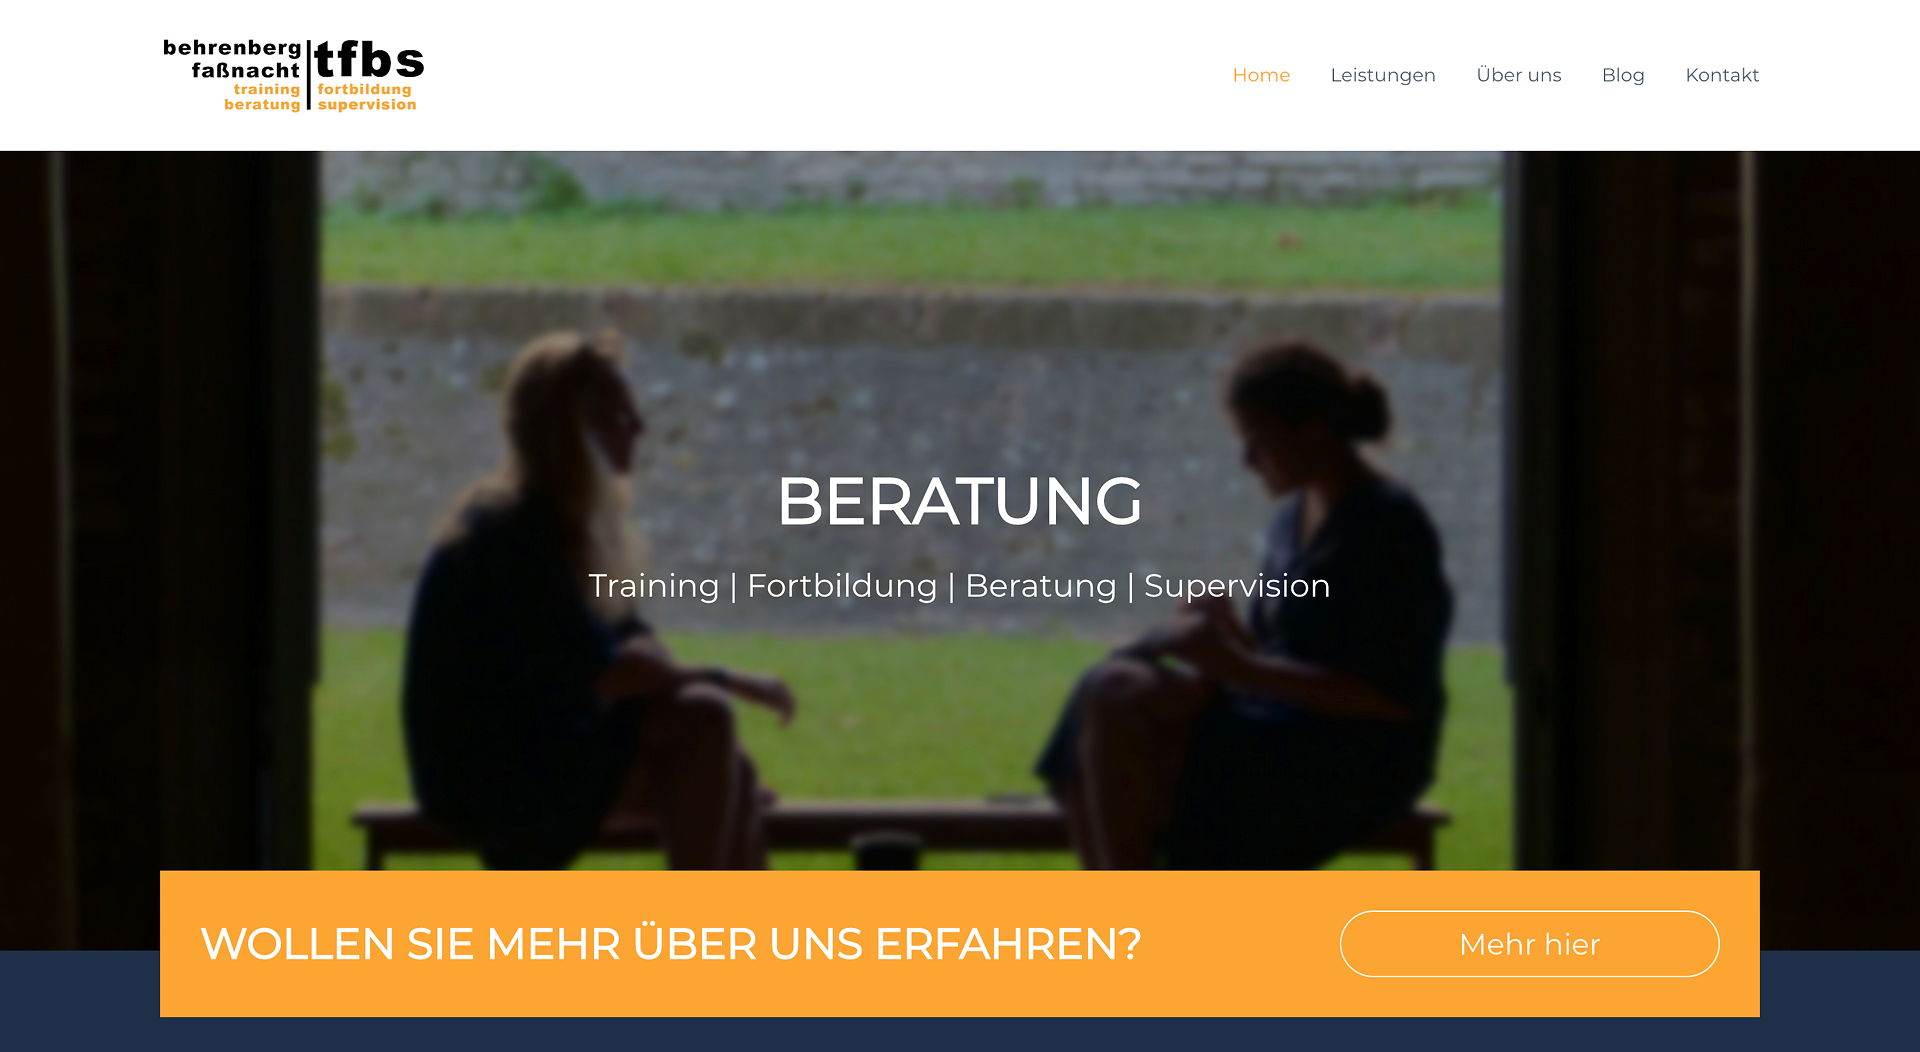 behrenberg
faßnacht
training
beratung
tfbs
fortbildung
supervision
Home Leistungen Über uns Blog Kontakt
BERATUNG
Training | Fortbildung | Beratung | Supervision
WOLLEN SIE MEHR ÜBER UNS ERFAHREN?
Mehr hier